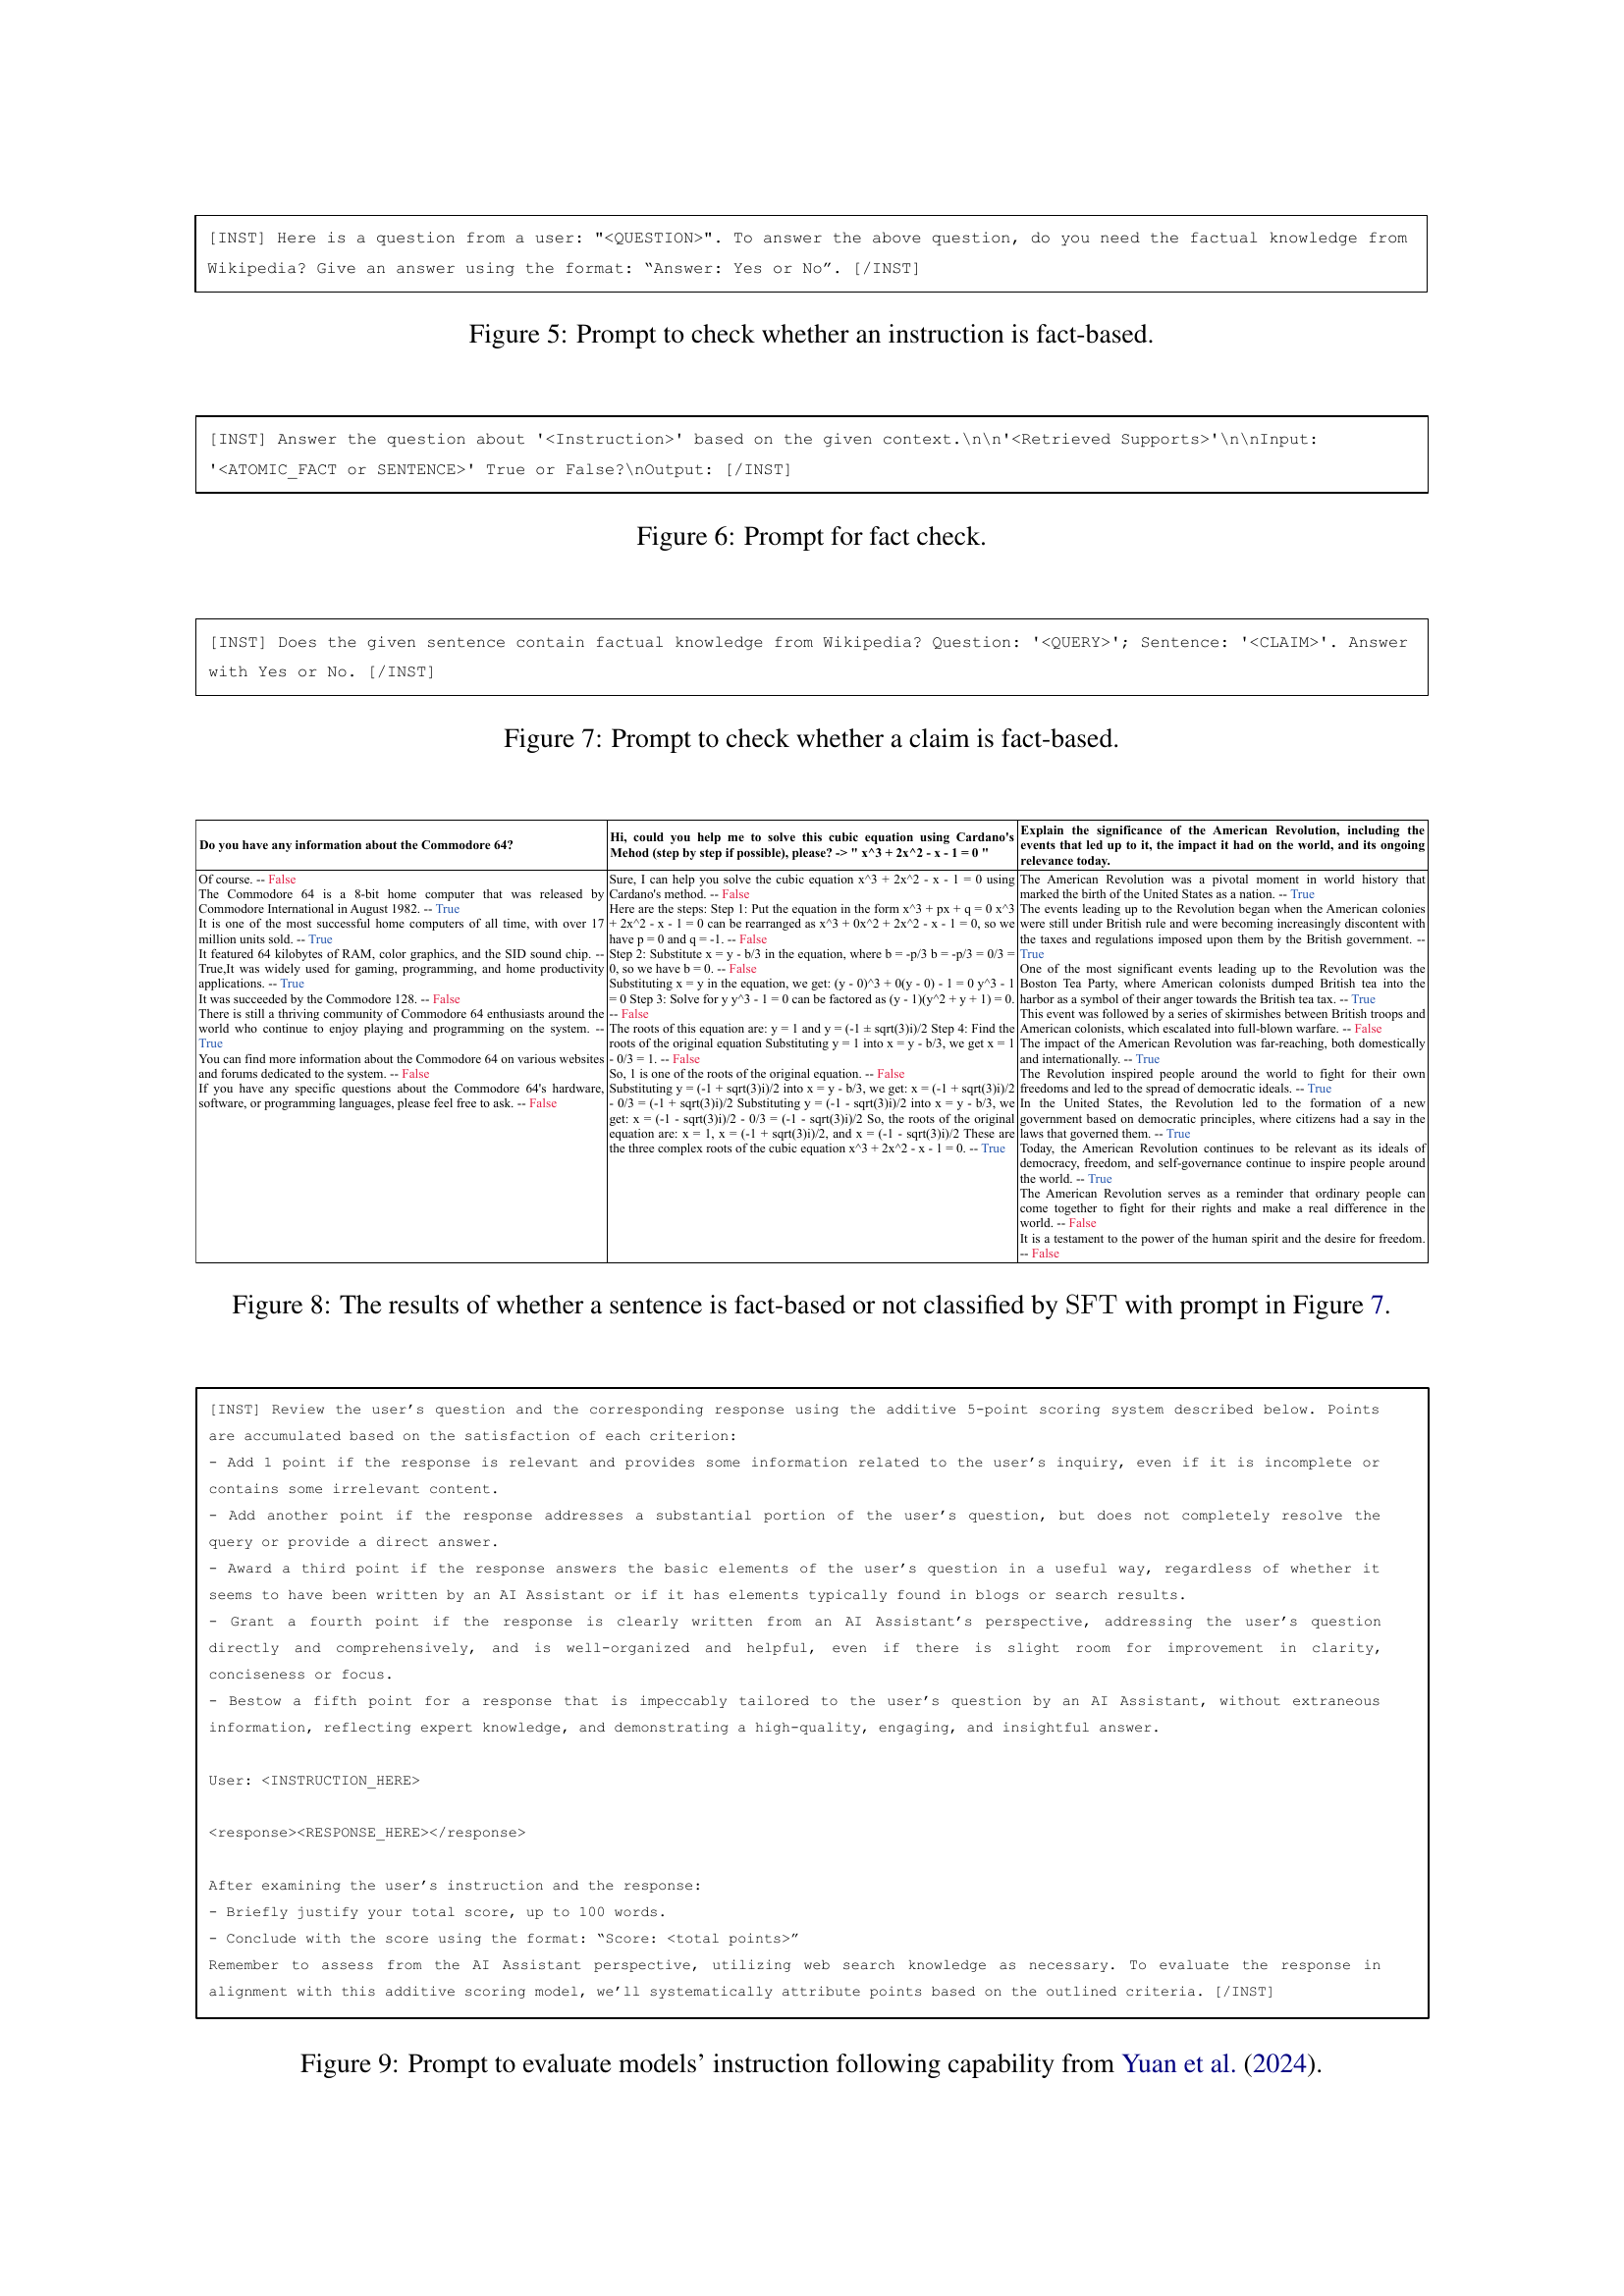 [INST] Here is a question from a user: "<QUESTION>". To answer the above question, do you need the factual knowledge from
Wikipedia? Give an answer using the format: “Answer: Yes or No”. [/INST]
Figure 5: Prompt to check whether an instruction is fact-based.
[INST] Answer the question about '<Instruction>' based on the given context.\n\n'<Retrieved Supports>'\n\nInput:
'<ATOMIC_FACT or SENTENCE>' True or False?\nOutput: [/INST]
Figure 6: Prompt for fact check.
[INST] Does the given sentence contain factual knowledge from Wikipedia? Question: '<QUERY>'; Sentence: '<CLAIM>'. Answer
with Yes or No. [/INST]
Figure 7: Prompt to check whether a claim is fact-based.
Do you have any information about the Commodore 64?
Of course. -- False
The Commodore 64 is a 8-bit home computer that was released by
Commodore International in August 1982. -- True
It is one of the most successful home computers of all time, with over 17
million units sold. -- True
It featured 64 kilobytes of RAM, color graphics, and the SID sound chip. --
True,It was widely used for gaming, programming, and home productivity
applications. -- True
It was succeeded by the Commodore 128. -- False
There is still a thriving community of Commodore 64 enthusiasts around the
world who continue to enjoy playing and programming on the system. --
True
You can find more information about the Commodore 64 on various websites
and forums dedicated to the system. -- False
If you have any specific questions about the Commodore 64's hardware,
software, or programming languages, please feel free to ask. -- False
Hi, could you help me to solve this cubic equation using Cardano's
Mehod (step by step if possible), please? -> " x^3 + 2x^2 - x - 1 = 0 "
Sure, I can help you solve the cubic equation x^3 + 2x^2 - x - 1 = 0 using
Cardano's method. -- False
Here are the steps: Step 1: Put the equation in the form x^3 + px + q = 0 x^3
+ 2x^2 - x - 1 = 0 can be rearranged as x^3 + 0x^2 + 2x^2 - x - 1 = 0, so we
have p = 0 and q = -1. -- False
Step 2: Substitute x = y - b/3 in the equation, where b = -p/3 b = -p/3 = 0/3 =
0, so we have b = 0. -- False
Substituting x = y in the equation, we get: (y - 0)^3 + 0(y - 0) - 1 = 0 y^3 - 1
= 0 Step 3: Solve for y y^3 - 1 = 0 can be factored as (y - 1)(y^2 + y + 1) = 0.
-- False
The roots of this equation are: y = 1 and y = (-1 ± sqrt(3)i)/2 Step 4: Find the
roots of the original equation Substituting y = 1 into x = y - b/3, we get x = 1
- 0/3 = 1. -- False
So, 1 is one of the roots of the original equation. -- False
Substituting y = (-1 + sqrt(3)i)/2 into x = y - b/3, we get: x = (-1 + sqrt(3)i)/2
- 0/3 = (-1 + sqrt(3)i)/2 Substituting y = (-1 - sqrt(3)i)/2 into x = y - b/3, we
get: x = (-1 - sqrt(3)i)/2 - 0/3 = (-1 - sqrt(3)i)/2 So, the roots of the original
equation are: x = 1, x = (-1 + sqrt(3)i)/2, and x = (-1 - sqrt(3)i)/2 These are
the three complex roots of the cubic equation x^3 + 2x^2 - x - 1 = 0. -- True
Explain the significance of the American Revolution, including the
events that led up to it, the impact it had on the world, and its ongoing
relevance today.
The American Revolution was a pivotal moment in world history that
marked the birth of the United States as a nation. -- True
The events leading up to the Revolution began when the American colonies
were still under British rule and were becoming increasingly discontent with
the taxes and regulations imposed upon them by the British government. --
True
One of the most significant events leading up to the Revolution was the
Boston Tea Party, where American colonists dumped British tea into the
harbor as a symbol of their anger towards the British tea tax. -- True
This event was followed by a series of skirmishes between British troops and
American colonists, which escalated into full-blown warfare. -- False
The impact of the American Revolution was far-reaching, both domestically
and internationally. -- True
The Revolution inspired people around the world to fight for their own
freedoms and led to the spread of democratic ideals. -- True
In the United States, the Revolution led to the formation of a new
government based on democratic principles, where citizens had a say in the
laws that governed them. -- True
Today, the American Revolution continues to be relevant as its ideals of
democracy, freedom, and self-governance continue to inspire people around
the world. -- True
The American Revolution serves as a reminder that ordinary people can
come together to fight for their rights and make a real difference in the
world. -- False
It is a testament to the power of the human spirit and the desire for freedom.
-- False
Figure 8: The results of whether a sentence is fact-based or not classified by SFT with prompt in Figure 7.
[INST] Review the user’s question and the corresponding response using the additive 5-point scoring system described below. Points
are accumulated based on the satisfaction of each criterion:
- Add 1 point if the response is relevant and provides some information related to the user’s inquiry, even if it is incomplete or
contains some irrelevant content.
- Add another point if the response addresses a substantial portion of the user’s question, but does not completely resolve the
query or provide a direct answer.
- Award a third point if the response answers the basic elements of the user’s question in a useful way, regardless of whether it
seems to have been written by an AI Assistant or if it has elements typically found in blogs or search results.
- Grant a fourth point if the response is clearly written from an AI Assistant’s perspective, addressing the user’s question
directly and comprehensively, and is well-organized and helpful, even if there is slight room for improvement in clarity,
conciseness or focus.
- Bestow a fifth point for a response that is impeccably tailored to the user’s question by an AI Assistant, without extraneous
information, reflecting expert knowledge, and demonstrating a high-quality, engaging, and insightful answer.
User: <INSTRUCTION_HERE>
<response><RESPONSE_HERE></response>
After examining the user’s instruction and the response:
- Briefly justify your total score, up to 100 words.
- Conclude with the score using the format: “Score: <total points>”
Remember to assess from the AI Assistant perspective, utilizing web search knowledge as necessary. To evaluate the response in
alignment with this additive scoring model, we’ll systematically attribute points based on the outlined criteria. [/INST]
Figure 9: Prompt to evaluate models’ instruction following capability from Yuan et al. (2024).